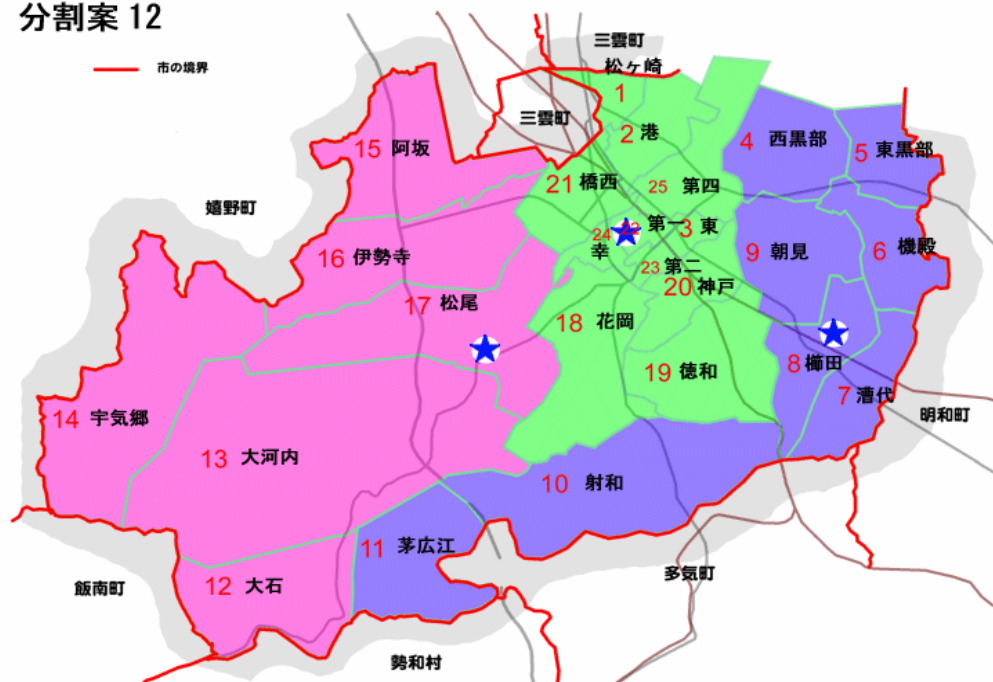 分割案 12
市の境界
三雲町
松ヶ崎
1
三雲町
2 港
4 西黒部
5 東黒部
15 阿坂
21 橋西
25 第四
嬉野町
24
22 第一
3 東
幸
9 朝見
6 機殿
16 伊勢寺
23 第二
20 神戸
17 松尾
18 花岡
19 徳和
8 櫛田
7 漕代
明和町
14 宇気郷
13 大河内
10 射和
11 茅広江
12 大石
飯南町
多気町
勢和村